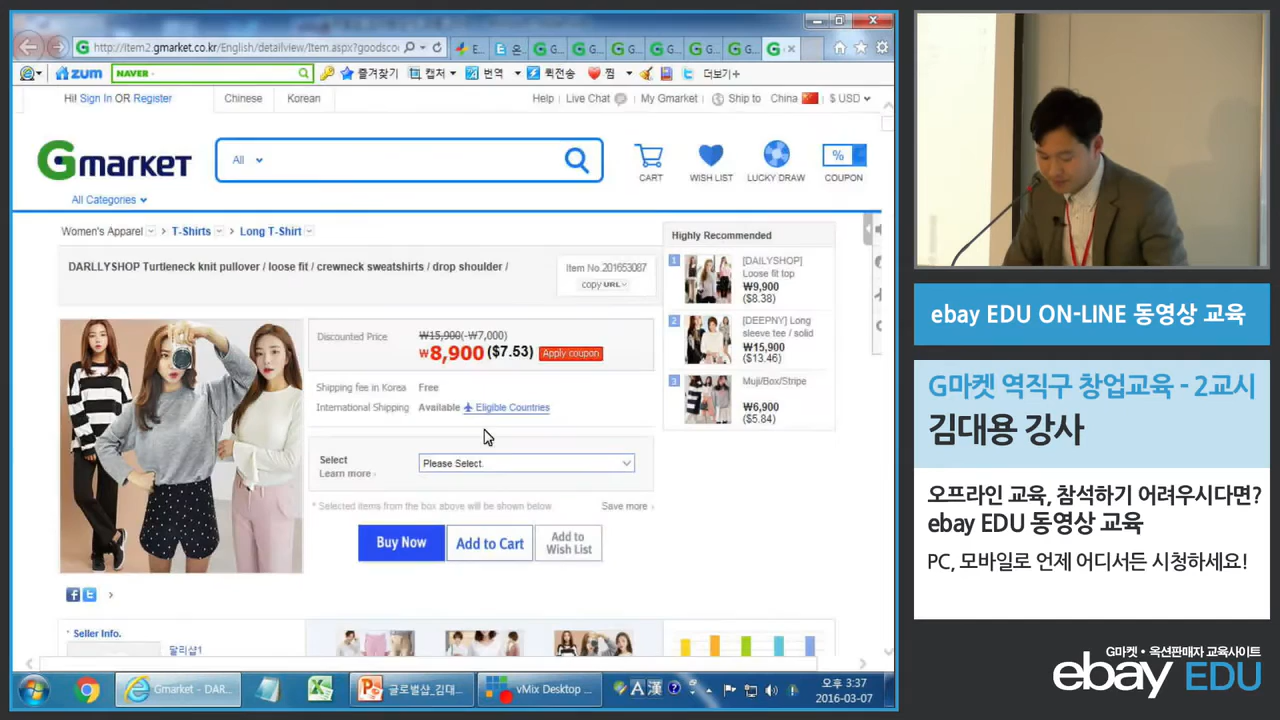 http://item2.gmarket.co.kr/English/detailview/Item.aspx?goodscoc
zum
NAVER
즐겨찾기
캡처
번역
퀵전송
찜
더보기+
Hi! Sign In OR Register
Chinese
Korean
Help
Live Chat
My Gmarket
Ship to China
$ USD
Gmarket
All
CART
WISH LIST
LUCKY DRAW
%
COUPON
All Categories
Women's Apparel > T-Shirts > Long T-Shirt
DARLLYSHOP Turtleneck knit pullover / loose fit / crewneck sweatshirts / drop shoulder /
Item No.201653087
copy URL
Discounted Price
₩15,900(-₩7,000)
₩8,900 ($7.53) Apply coupon
Shipping fee in Korea Free
International Shipping Available Eligible Countries
Select
Learn more
Please Select
* Selected items from the box above will be shown below
Save more
Buy Now
Add to Cart
Add to
Wish List
Highly Recommended
1
[DAILYSHOP]
Loose fit top
₩9,900
($8.38)
2
[DEEPNY] Long
sleeve tee / solid
₩15,900
($13.46)
3
Muji/Box/Stripe
₩6,900
($5.84)
Seller Info.
달리샵1
Gmarket - DAR...
글로벌샵_김대...
vMix Desktop ...
A 漢
오후 3:37
2016-03-07
ebay EDU ON-LINE 동영상 교육
G마켓 역직구 창업교육 - 2교시
김대용 강사
오프라인 교육, 참석하기 어려우시다면?
ebay EDU 동영상 교육
PC, 모바일로 언제 어디서든 시청하세요!
G마켓 • 옥션판매자 교육사이트
ebay EDU